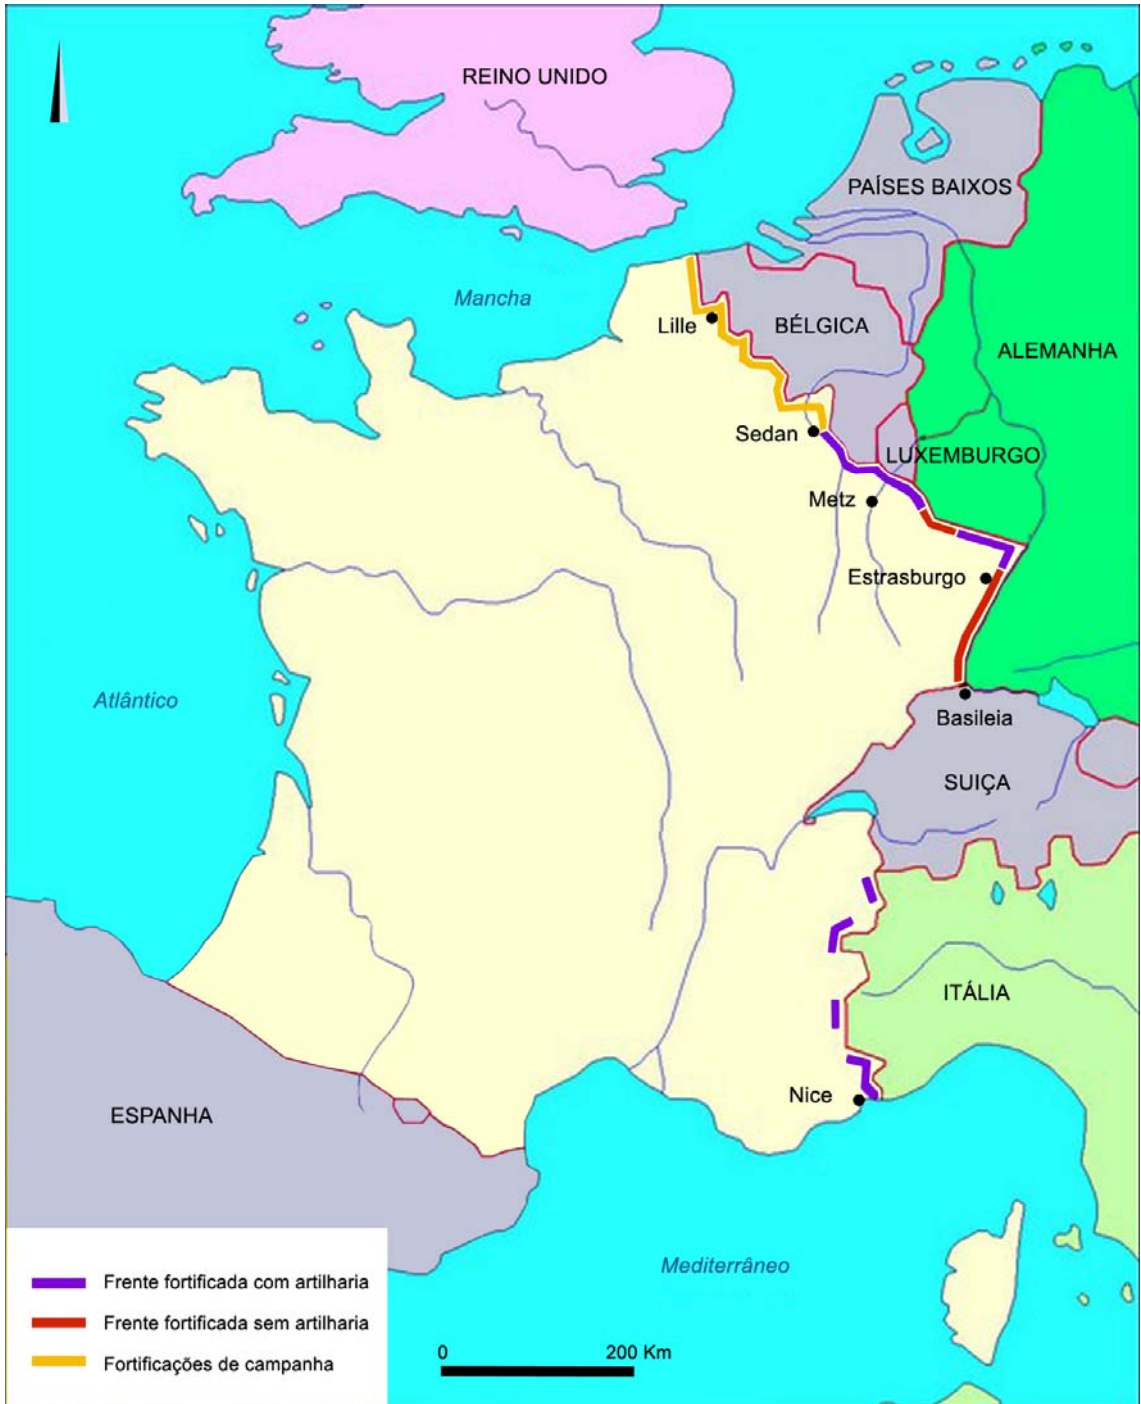 REINO UNIDO
PAÍSES BAIXOS
Mancha
Lille
BÉLGICA
ALEMANHA
Sedan
LUXEMBURGO
Metz
Estrasburgo
Atlântico
Basileia
SUIÇA
ITÁLIA
Nice
ESPANHA
Mediterrâneo
Frente fortificada com artilharia
Frente fortificada sem artilharia
Fortificações de campanha
0 200 Km